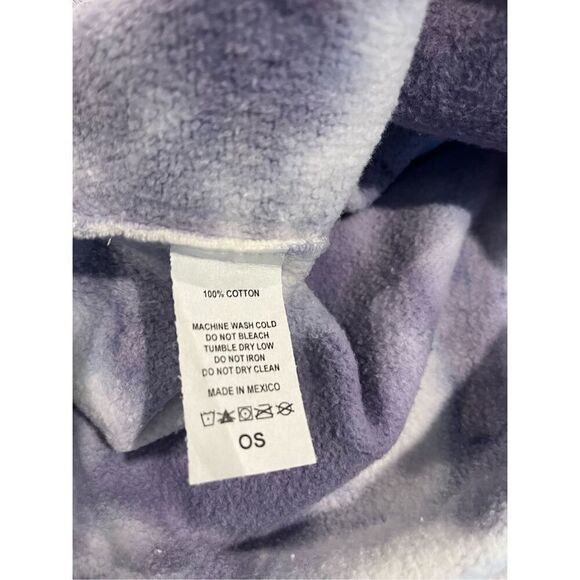 100% COTTON
MACHINE WASH COLD
DO NOT BLEACH
TUMBLE DRY LOW
DO NOT IRON
DO NOT DRY CLEAN
MADE IN MEXICO
OS